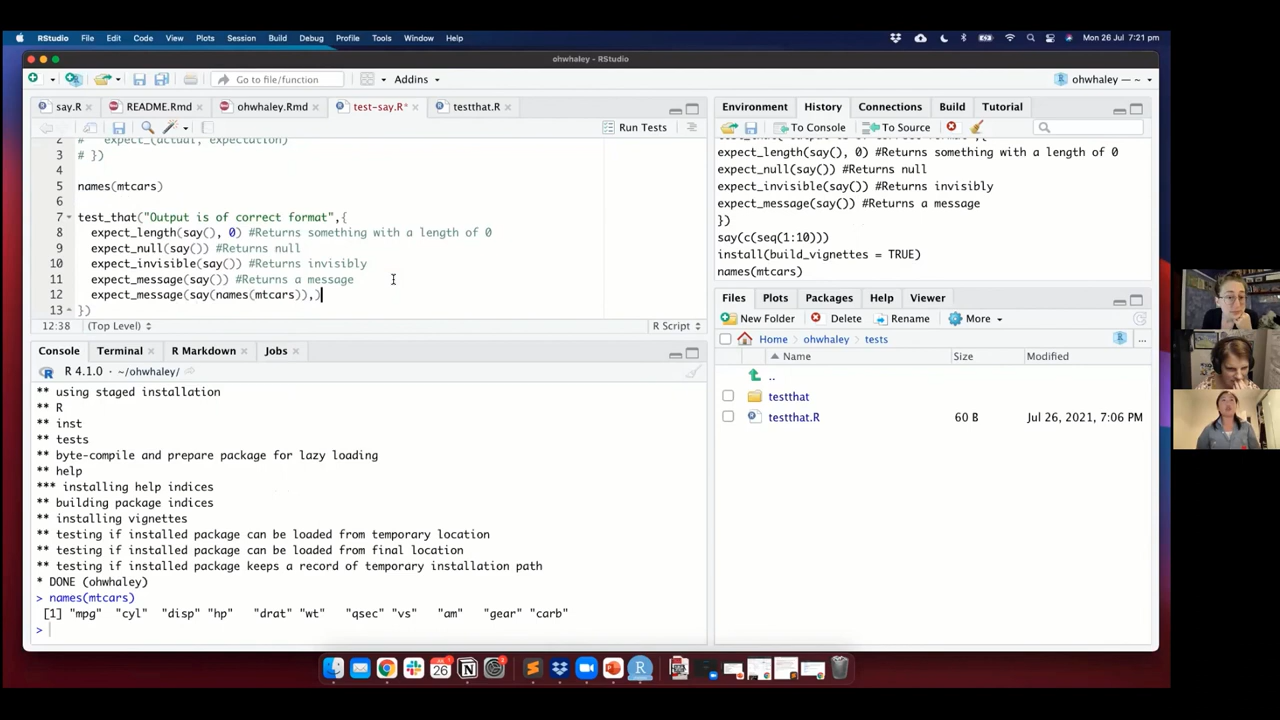 RStudio File Edit Code View Plots Session Build Debug Profile Tools Window Help Mon 26 Jul 7:21 pm
ohwhaley - RStudio
Go to file/function Addins ohwhaley — ~
say.R README.Rmd ohwhaley.Rmd test-say.R* testthat.R
Run Tests
2 # expect_(actual, expectation)
3 # })
4
5 names(mtcars)
6
7 test_that("Output is of correct format",{
8 expect_length(say(), 0) #Returns something with a length of 0
9 expect_null(say()) #Returns null
10 expect_invisible(say()) #Returns invisibly
11 expect_message(say()) #Returns a message
12 expect_message(say(names(mtcars)),)
13 })
12:38 (Top Level) R Script
Console Terminal R Markdown Jobs
R 4.1.0 · ~/ohwhaley/
** using staged installation
** R
** inst
** tests
** byte-compile and prepare package for lazy loading
** help
*** installing help indices
** building package indices
** installing vignettes
** testing if installed package can be loaded from temporary location
** testing if installed package can be loaded from final location
** testing if installed package keeps a record of temporary installation path
* DONE (ohwhaley)
> names(mtcars)
[1] "mpg" "cyl" "disp" "hp" "drat" "wt" "qsec" "vs" "am" "gear" "carb"
>
Environment History Connections Build Tutorial
To Console To Source
test_that("Output is of correct format",{
expect_length(say(), 0) #Returns something with a length of 0
expect_null(say()) #Returns null
expect_invisible(say()) #Returns invisibly
expect_message(say()) #Returns a message
})
say(c(seq(1:10)))
install(build_vignettes = TRUE)
names(mtcars)
Files Plots Packages Help Viewer
New Folder Delete Rename More
Home ohwhaley tests ...
Name Size Modified
..
testthat
testthat.R 60 B Jul 26, 2021, 7:06 PM
26